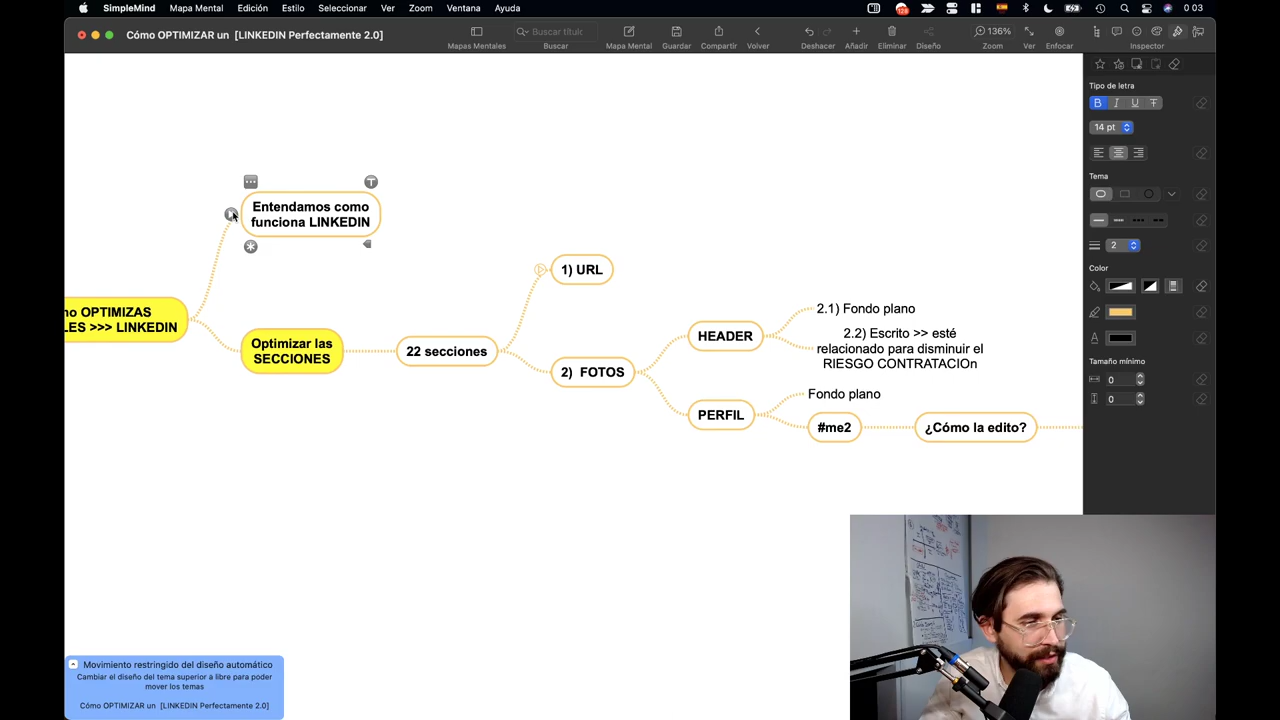 SimpleMind Mapa Mental Edición Estilo Seleccionar Ver Zoom Ventana Ayuda
128
0 03
Cómo OPTIMIZAR un [LINKEDIN Perfectamente 2.0]
Buscar títulc
136%
Mapas Mentales Buscar Mapa Mental Guardar Compartir Volver Deshacer Añadir Eliminar Diseño Zoom Ver Enfocar Inspector
Tipo de letra
B I U T
14 pt
Tema
2
Color
A
Tamaño mínimo
0
0
T
Entendamos como
funciona LINKEDIN
no OPTIMIZAS
LES >>> LINKEDIN
Optimizar las
SECCIONES
22 secciones
1) URL
2) FOTOS
HEADER
2.1) Fondo plano
2.2) Escrito >> esté
relacionado para disminuir el
RIESGO CONTRATACIOn
PERFIL
Fondo plano
#me2
¿Cómo la edito?
Movimiento restringido del diseño automático
Cambiar el diseño del tema superior a libre para poder
mover los temas
Cómo OPTIMIZAR un [LINKEDIN Perfectamente 2.0]